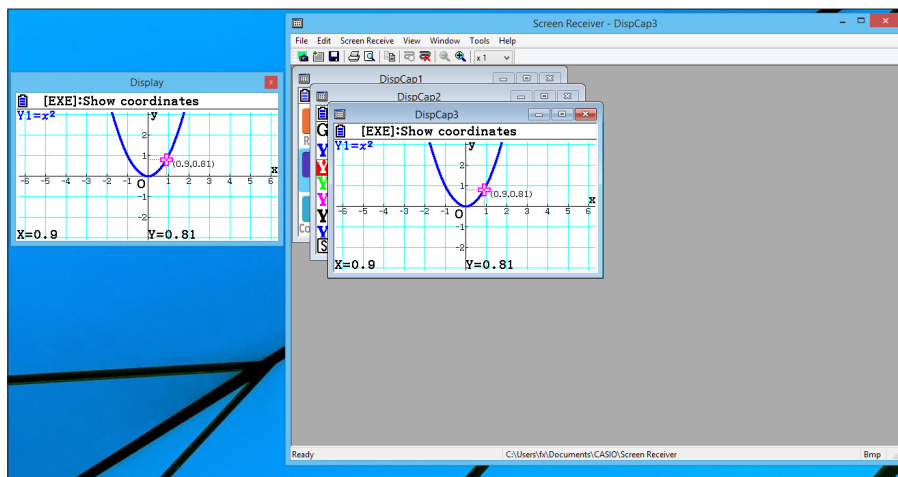 Screen Receiver - DispCap3
File Edit Screen Receive View Window Tools Help
x 1
Display
[EXE]:Show coordinates
Y1=x²
y
2
1
(0.9,0.81)
x
-6 -5 -4 -3 -2 -1 O 1 2 3 4 5 6
-1
-2
X=0.9 Y=0.81
DispCap1
R
Co
DispCap2
G
Y
Y
Y
Y
Y
Y
[S
DispCap3
[EXE]:Show coordinates
Y1=x²
y
2
1
(0.9,0.81)
x
-6 -5 -4 -3 -2 -1 O 1 2 3 4 5 6
-1
-2
X=0.9 Y=0.81
Ready C:\Users\fx\Documents\CASIO\Screen Receiver Bmp